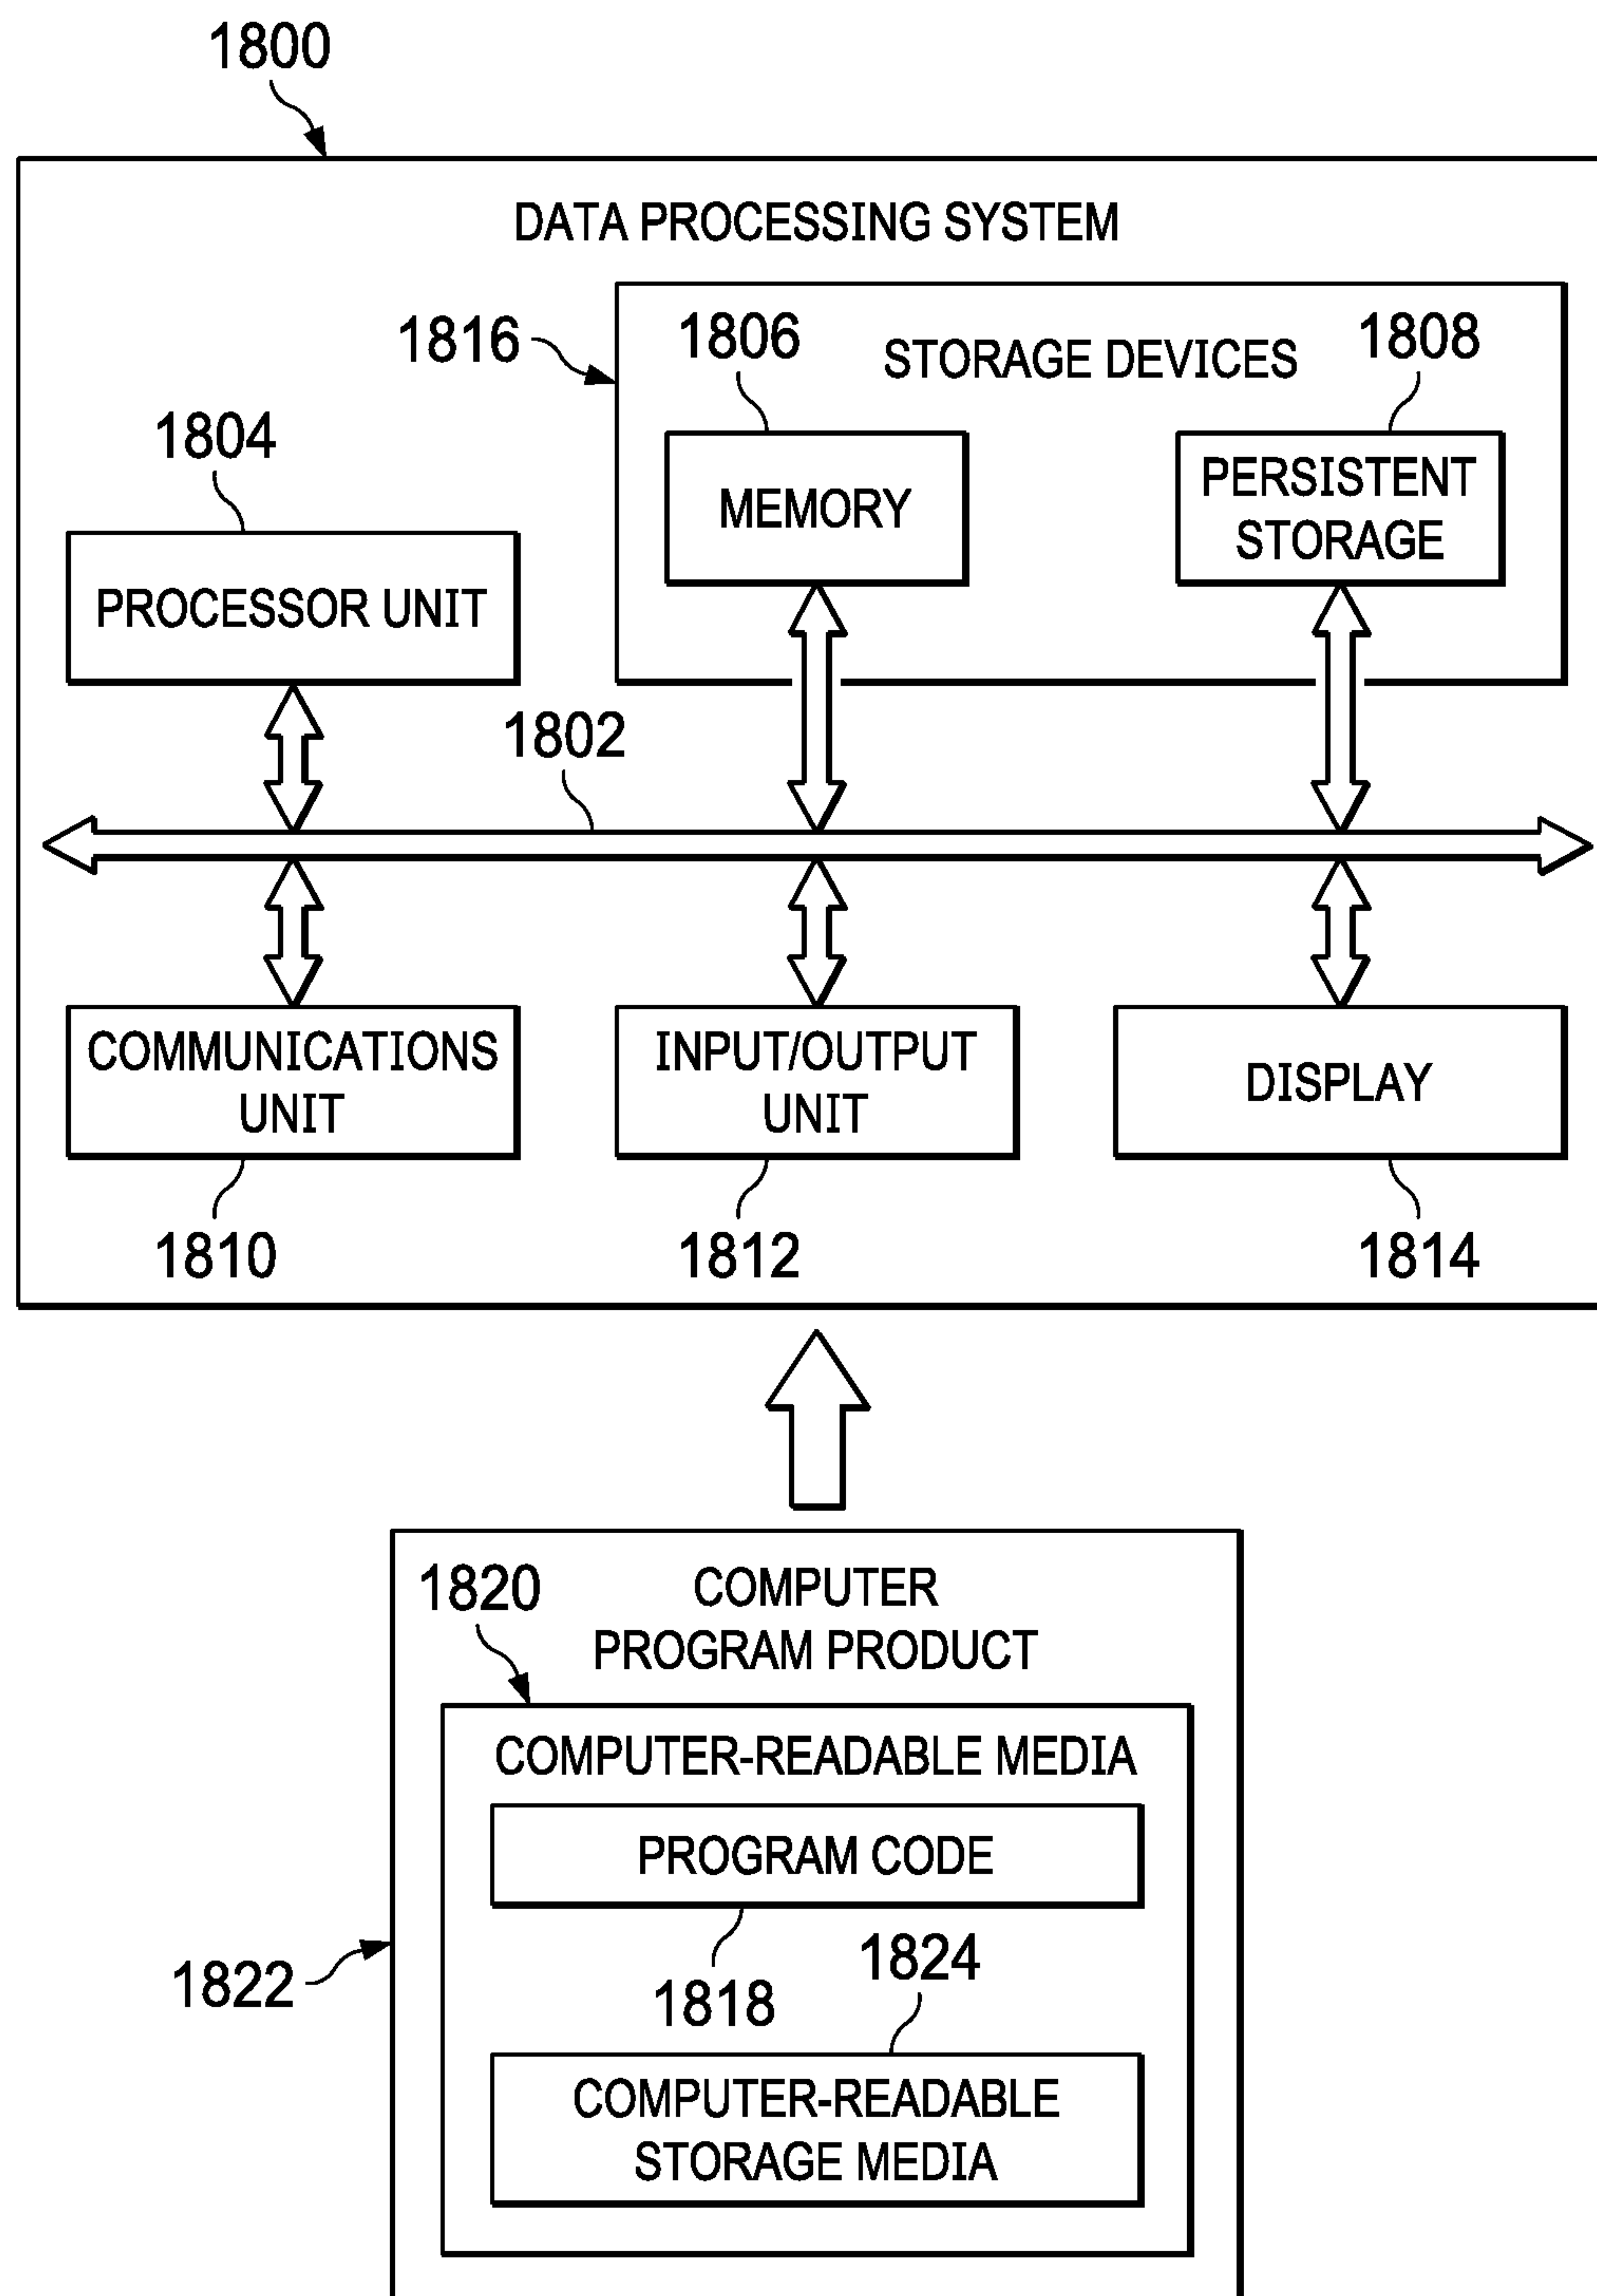 1800
DATA PROCESSING SYSTEM
1816
1806
STORAGE DEVICES
1808
1804
MEMORY
PERSISTENT
STORAGE
PROCESSOR UNIT
1802
COMMUNICATIONS
UNIT
INPUT/OUTPUT
UNIT
DISPLAY
1810
1812
1814
1820
COMPUTER
PROGRAM PRODUCT
COMPUTER-READABLE MEDIA
PROGRAM CODE
1822
1818
1824
COMPUTER-READABLE
STORAGE MEDIA